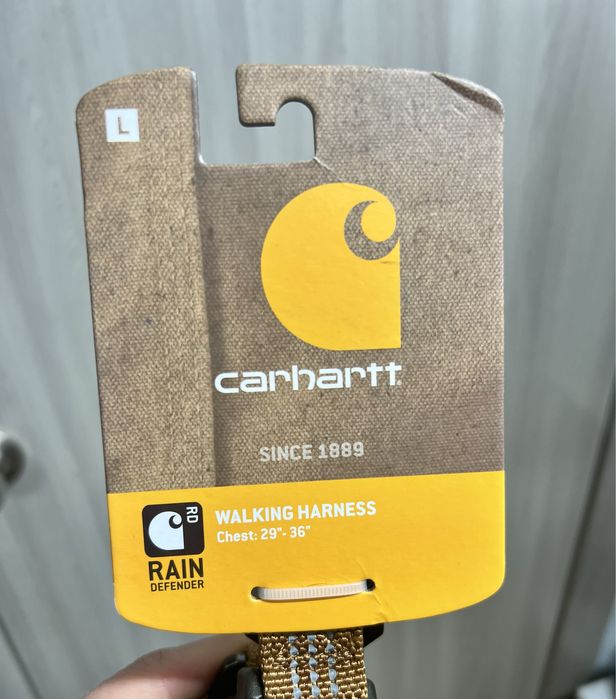 L
carhartt
SINCE 1889
RD
RAIN
DEFENDER
WALKING HARNESS
Chest: 29"- 36"